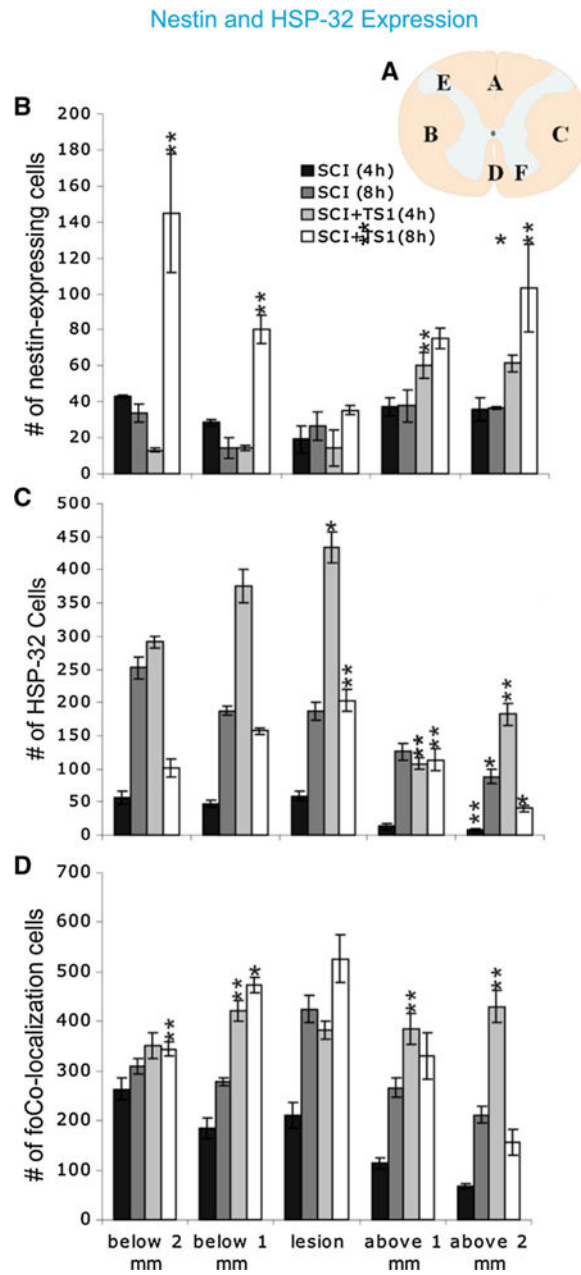 Nestin and HSP-32 Expression
A
E A
B C
D F
B
# of nestin-expressing cells
200
180
160
140
120
100
80
60
40
20
0
SCI (4h)
SCI (8h)
SCI+TS1(4h)
SCI+TS1(8h)
**
**
**
**
*
**
C
# of HSP-32 Cells
500
450
400
350
300
250
200
150
100
50
0
*
**
**
**
**
*
**
*
D
# of foCo-localization cells
700
600
500
400
300
200
100
0
**
**
*
**
**
below 2 mm
below 1 mm
lesion
above 1 mm
above 2 mm